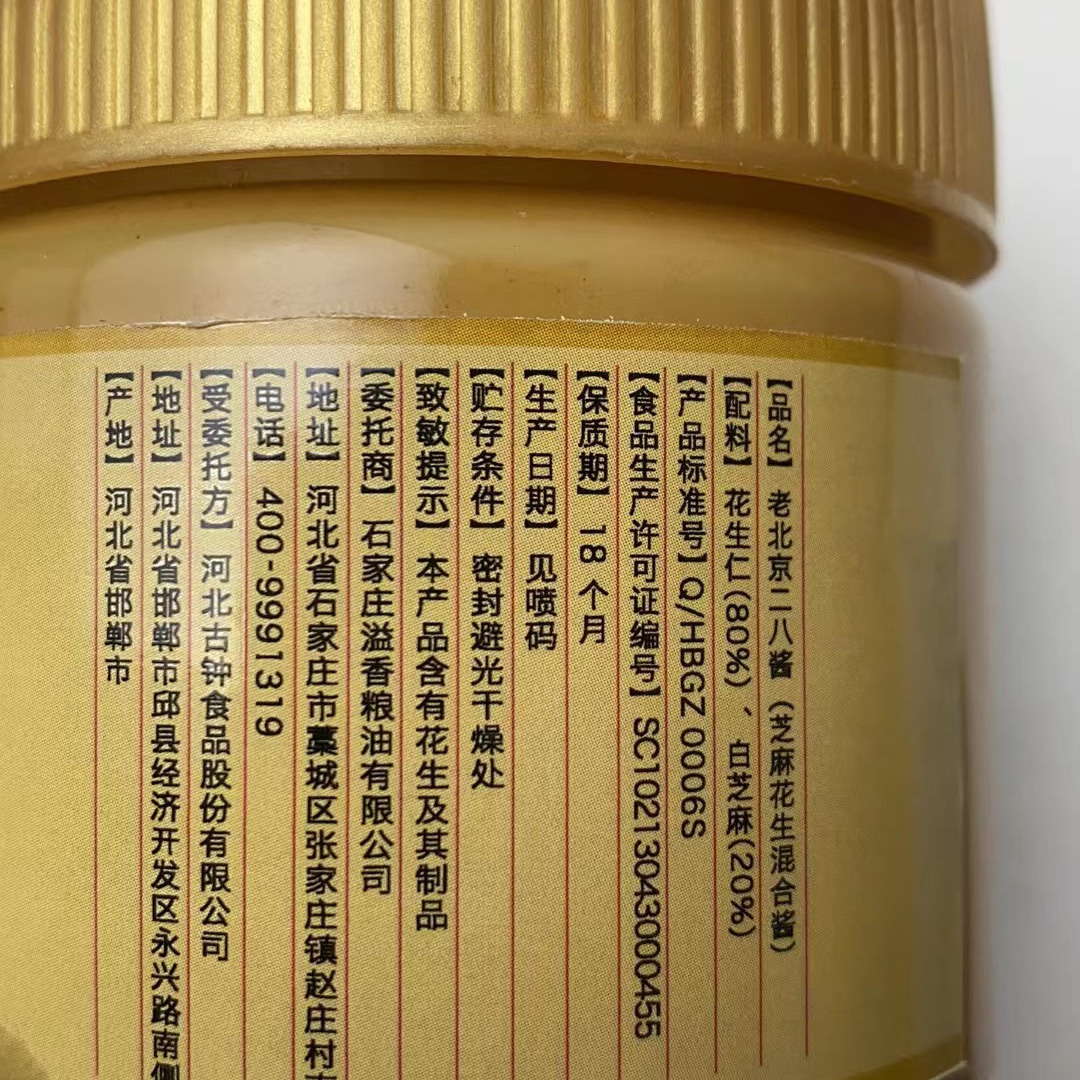 【品名】 老北京二八酱（芝麻花生混合酱）
【配料】 花生仁(80%)、白芝麻(20%)
【产品标准号】Q/HBGZ 0006S
【食品生产许可证编号】SC10213043000455
【保质期】 18个月
【生产日期】 见喷码
【贮存条件】 密封避光干燥处
【致敏提示】 本产品含有花生及其制品
【委托商】 石家庄溢香粮油有限公司
【地址】 河北省石家庄市藁城区张家庄镇赵庄村
【电话】 400-9991319
【受委托方】 河北古钟食品股份有限公司
【地址】 河北省邯郸市邱县经济开发区永兴路南侧
【产地】 河北省邯郸市